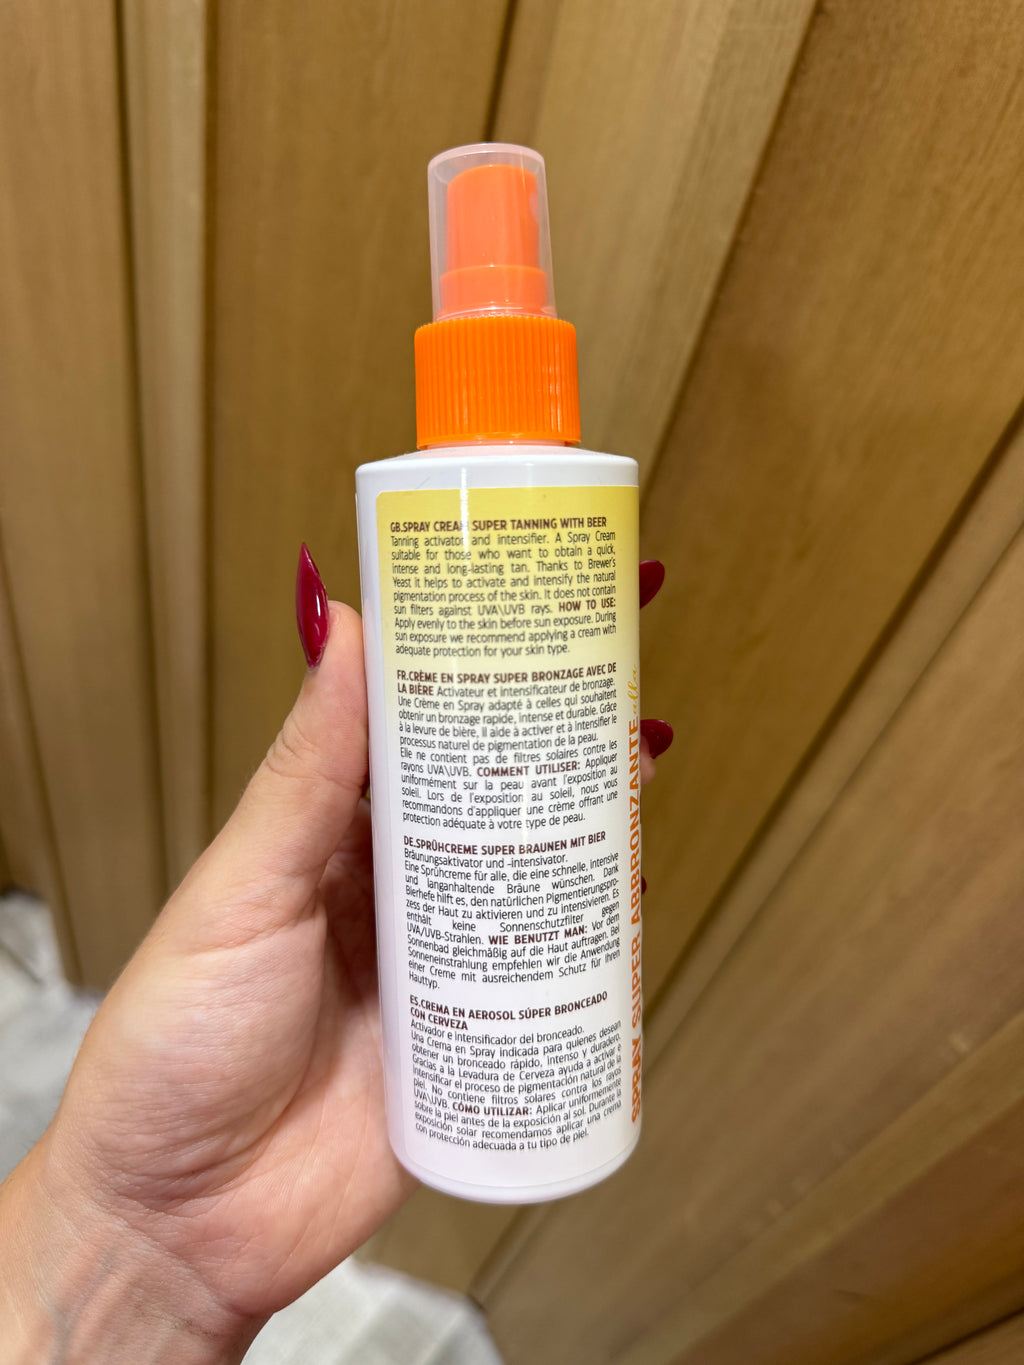 GB.SPRAY CREAM SUPER TANNING WITH BEER
Tanning activator and intensifier. A Spray Cream
suitable for those who want to obtain a quick,
intense and long-lasting tan. Thanks to Brewer's
Yeast it helps to activate and intensify the natural
pigmentation process of the skin. It does not contain
sun filters against UVA\UVB rays. HOW TO USE:
Apply evenly to the skin before sun exposure. During
sun exposure we recommend applying a cream with
adequate protection for your skin type.
FR.CRÈME EN SPRAY SUPER BRONZAGE AVEC DE
LA BIÈRE Activateur et intensificateur de bronzage.
Une Crème en Spray adapté à celles qui souhaitent
obtenir un bronzage rapide, intense et durable. Grâce
à la levure de bière, il aide à activer et à intensifier le
processus naturel de pigmentation de la peau.
Elle ne contient pas de filtres solaires contre les
rayons UVA\UVB. COMMENT UTILISER: Appliquer
uniformément sur la peau avant l'exposition au
soleil. Lors de l'exposition au soleil, nous vous
recommandons d'appliquer une crème offrant une
protection adéquate à votre type de peau.
DE.SPRÜHCREME SUPER BRAUNEN MIT BIER
Bräunungsaktivator und -intensivator.
Eine Sprühcreme für alle, die eine schnelle, intensive
und langanhaltende Bräune wünschen. Dank
Bierhefe hilft es, den natürlichen Pigmentierungspro-
zess der Haut zu aktivieren und zu intensivieren. Es
enthält keine Sonnenschutzfilter gegen
UVA/UVB-Strahlen. WIE BENUTZT MAN: Vor dem
Sonnenbad gleichmäßig auf die Haut auftragen. Bei
Sonneneinstrahlung empfehlen wir die Anwendung
einer Creme mit ausreichendem Schutz für Ihren
Hauttyp.
ES.CREMA EN AEROSOL SÚPER BRONCEADO
CON CERVEZA
Activador e intensificador del bronceado.
Una Crema en Spray indicada para quienes desean
obtener un bronceado rápido, intenso y duradero.
Gracias a la Levadura de Cerveza ayuda a activar e
intensificar el proceso de pigmentación natural de la
piel. No contiene filtros solares contra los rayos
UVA\UVB. CÓMO UTILIZAR: Aplicar uniformemente
sobre la piel antes de la exposición al sol. Durante la
exposición solar recomendamos aplicar una crema
con protección adecuada a tu tipo de piel.
SPRAY SUPER ABBRONZANTE alla